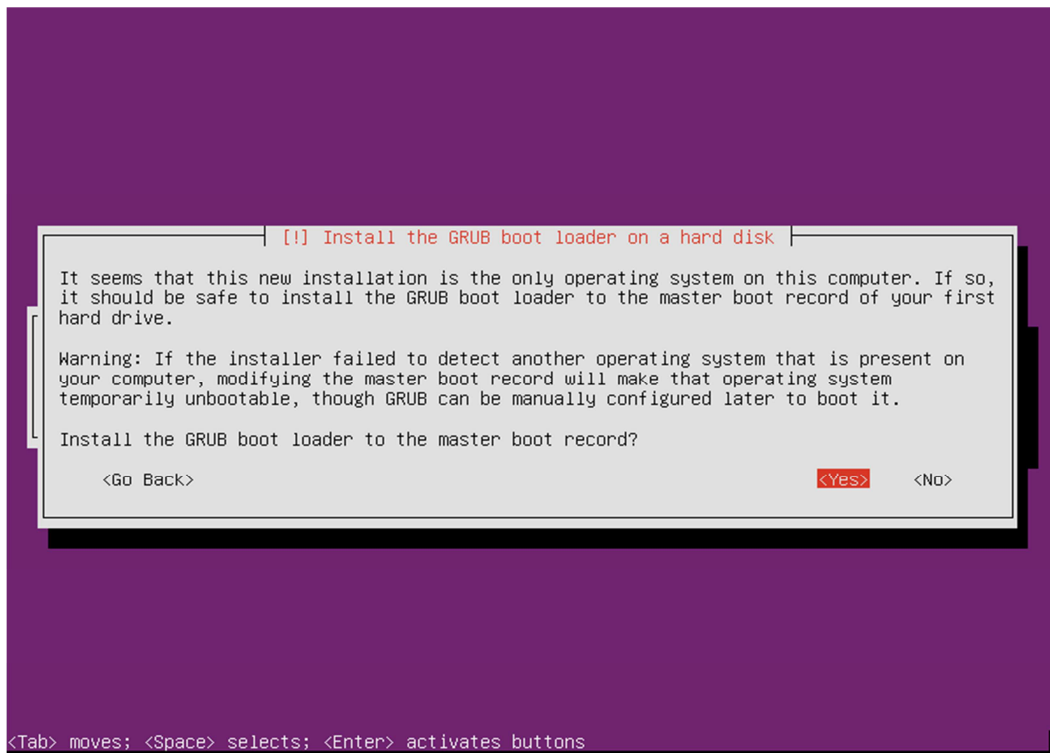 [!] Install the GRUB boot loader on a hard disk
It seems that this new installation is the only operating system on this computer. If so,
it should be safe to install the GRUB boot loader to the master boot record of your first
hard drive.
Warning: If the installer failed to detect another operating system that is present on
your computer, modifying the master boot record will make that operating system
temporarily unbootable, though GRUB can be manually configured later to boot it.
Install the GRUB boot loader to the master boot record?
<Go Back> <Yes> <No>
<Tab> moves; <Space> selects; <Enter> activates buttons